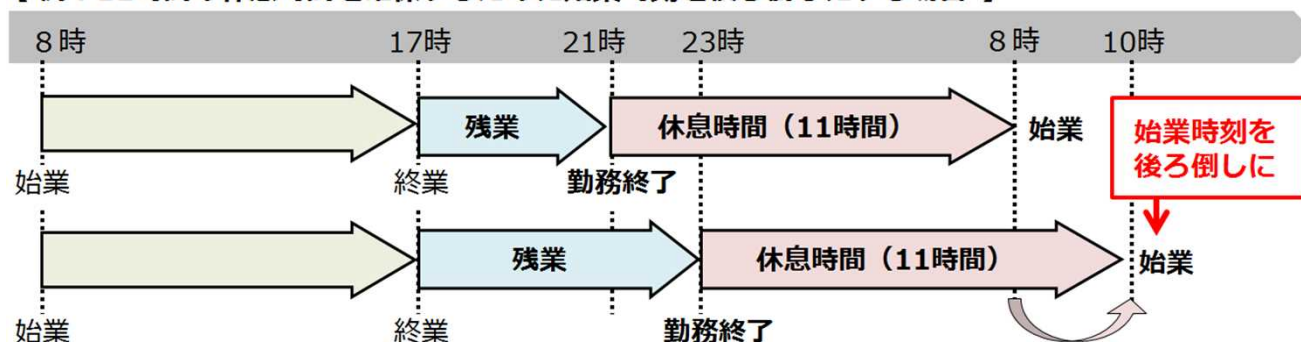 8時 17時 21時 23時 8時 10時
残業 休息時間（11時間） 始業
始業時刻を
後ろ倒しに
始業 終業 勤務終了
残業 休息時間（11時間） 始業
始業 終業 勤務終了